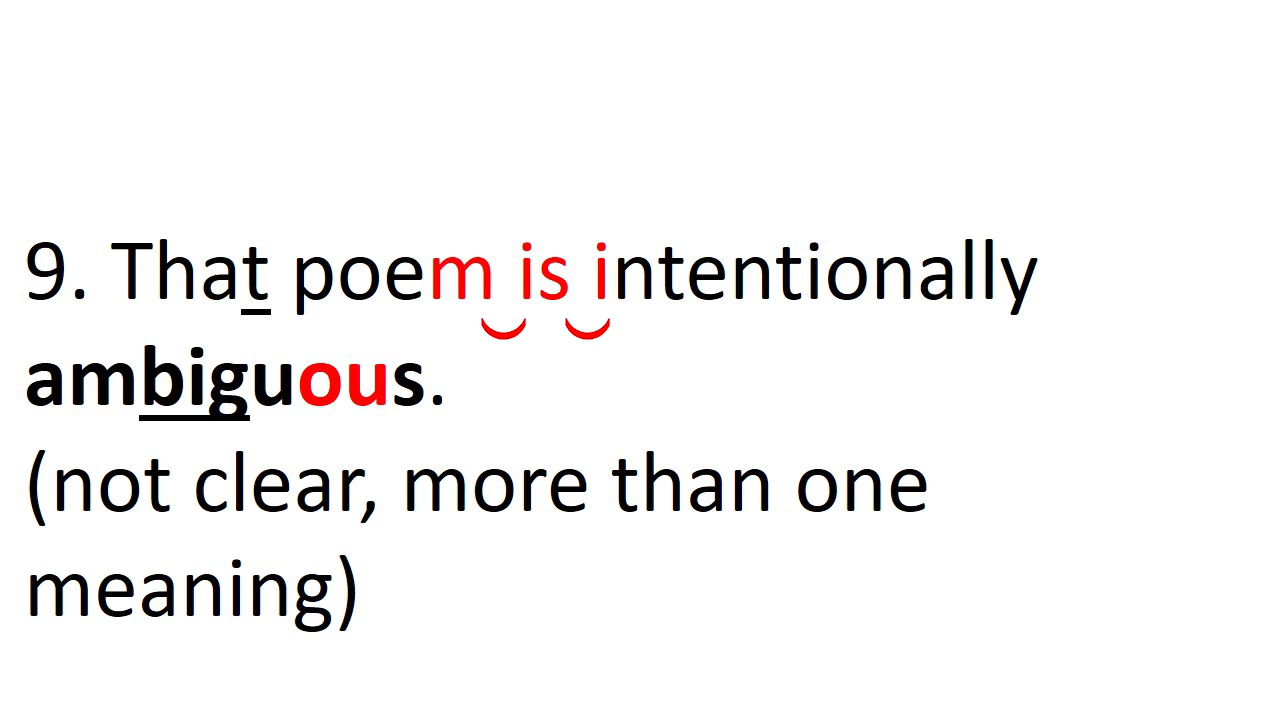 9. That poem is intentionally
ambiguous.
(not clear, more than one
meaning)